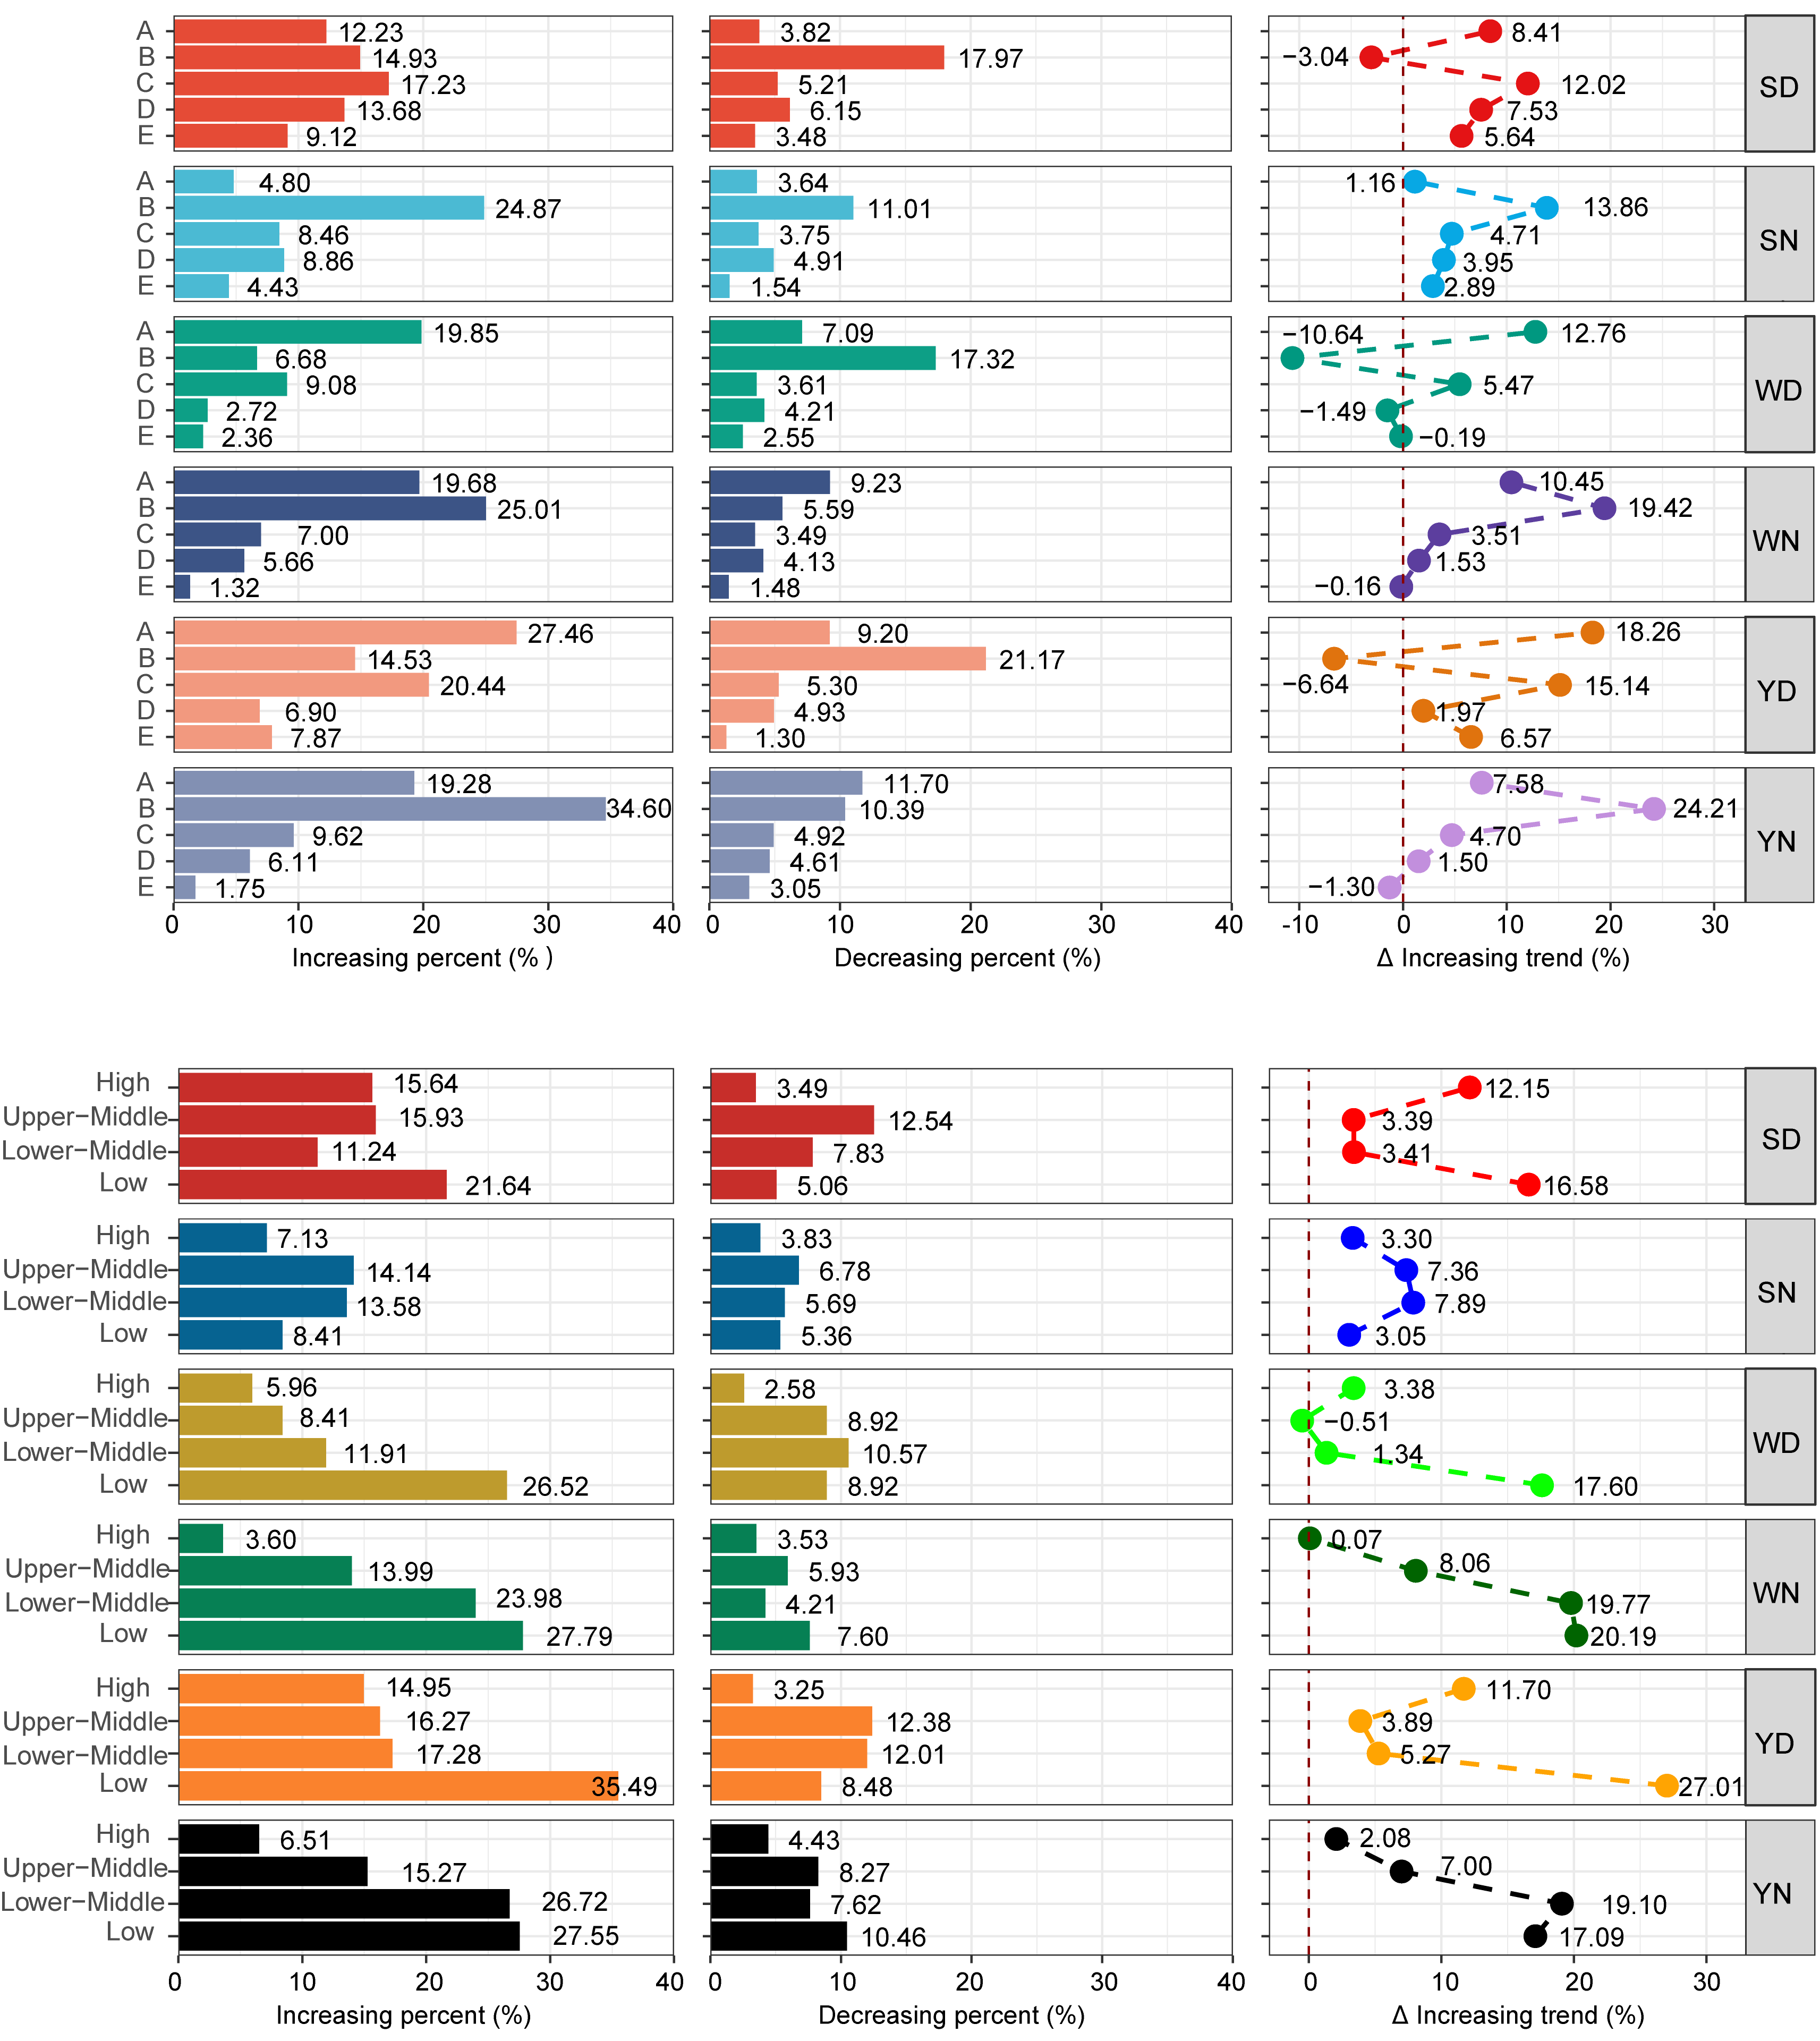 A 12.23 3.82 8.41
B 14.93 17.97 −3.04
C 17.23 5.21 12.02
D 13.68 6.15 7.53
E 9.12 3.48 5.64
SD
A 4.80 3.64 1.16
B 24.87 11.01 13.86
C 8.46 3.75 4.71
D 8.86 4.91 3.95
E 4.43 1.54 2.89
SN
A 19.85 7.09 12.76
B 6.68 17.32 −10.64
C 9.08 3.61 5.47
D 2.72 4.21 −1.49
E 2.36 2.55 −0.19
WD
A 19.68 9.23 10.45
B 25.01 5.59 19.42
C 7.00 3.49 3.51
D 5.66 4.13 1.53
E 1.32 1.48 −0.16
WN
A 27.46 9.20 18.26
B 14.53 21.17 −6.64
C 20.44 5.30 15.14
D 6.90 4.93 1.97
E 7.87 1.30 6.57
YD
A 19.28 11.70 7.58
B 34.60 10.39 24.21
C 9.62 4.92 4.70
D 6.11 4.61 1.50
E 1.75 3.05 −1.30
YN
0 10 20 30 40 0 10 20 30 40 -10 0 10 20 30
Increasing percent (% ) Decreasing percent (%) Δ Increasing trend (%)
High 15.64 3.49 12.15
Upper−Middle 15.93 12.54 3.39
Lower−Middle 11.24 7.83 3.41
Low 21.64 5.06 16.58
SD
High 7.13 3.83 3.30
Upper−Middle 14.14 6.78 7.36
Lower−Middle 13.58 5.69 7.89
Low 8.41 5.36 3.05
SN
High 5.96 2.58 3.38
Upper−Middle 8.41 8.92 −0.51
Lower−Middle 11.91 10.57 1.34
Low 26.52 8.92 17.60
WD
High 3.60 3.53 0.07
Upper−Middle 13.99 5.93 8.06
Lower−Middle 23.98 4.21 19.77
Low 27.79 7.60 20.19
WN
High 14.95 3.25 11.70
Upper−Middle 16.27 12.38 3.89
Lower−Middle 17.28 12.01 5.27
Low 35.49 8.48 27.01
YD
High 6.51 4.43 2.08
Upper−Middle 15.27 8.27 7.00
Lower−Middle 26.72 7.62 19.10
Low 27.55 10.46 17.09
YN
0 10 20 30 40 0 10 20 30 40 0 10 20 30
Increasing percent (%) Decreasing percent (%) Δ Increasing trend (%)